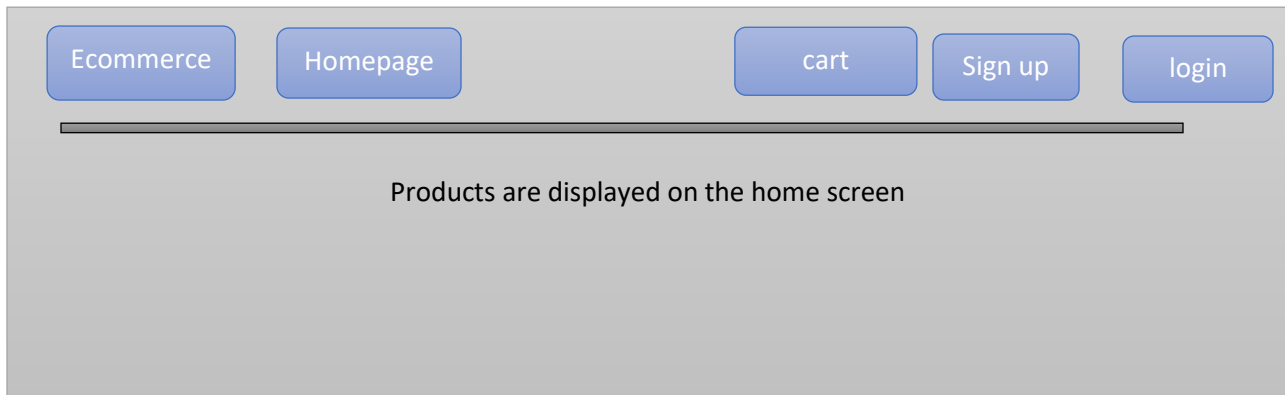 Ecommerce
Homepage
cart
Sign up
login
Products are displayed on the home screen